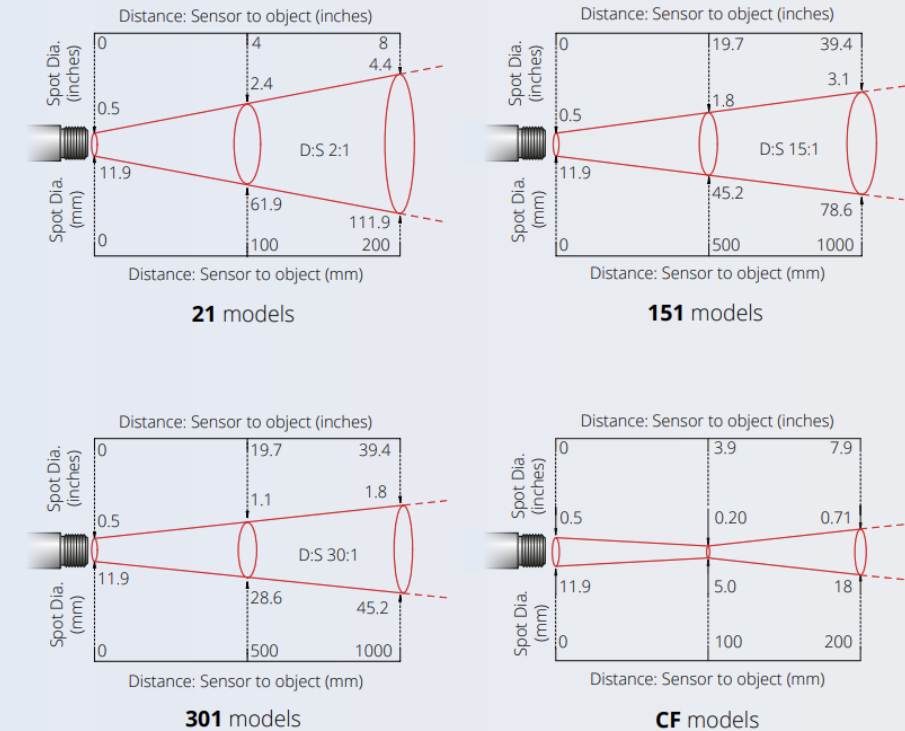 Distance: Sensor to object (inches)
0 4 8
Spot Dia.
(inches)
4.4
2.4
0.5
D:S 2:1
11.9
61.9
111.9
Spot Dia.
(mm)
0 100 200
Distance: Sensor to object (mm)
21 models
Distance: Sensor to object (inches)
0 19.7 39.4
Spot Dia.
(inches)
3.1
1.8
0.5
D:S 15:1
11.9
45.2
78.6
Spot Dia.
(mm)
0 500 1000
Distance: Sensor to object (mm)
151 models
Distance: Sensor to object (inches)
0 19.7 39.4
Spot Dia.
(inches)
1.8
1.1
0.5
D:S 30:1
11.9
28.6
45.2
Spot Dia.
(mm)
0 500 1000
Distance: Sensor to object (mm)
301 models
Distance: Sensor to object (inches)
0 3.9 7.9
Spot Dia.
(inches)
0.5 0.20 0.71
11.9 5.0 18
Spot Dia.
(mm)
0 100 200
Distance: Sensor to object (mm)
CF models